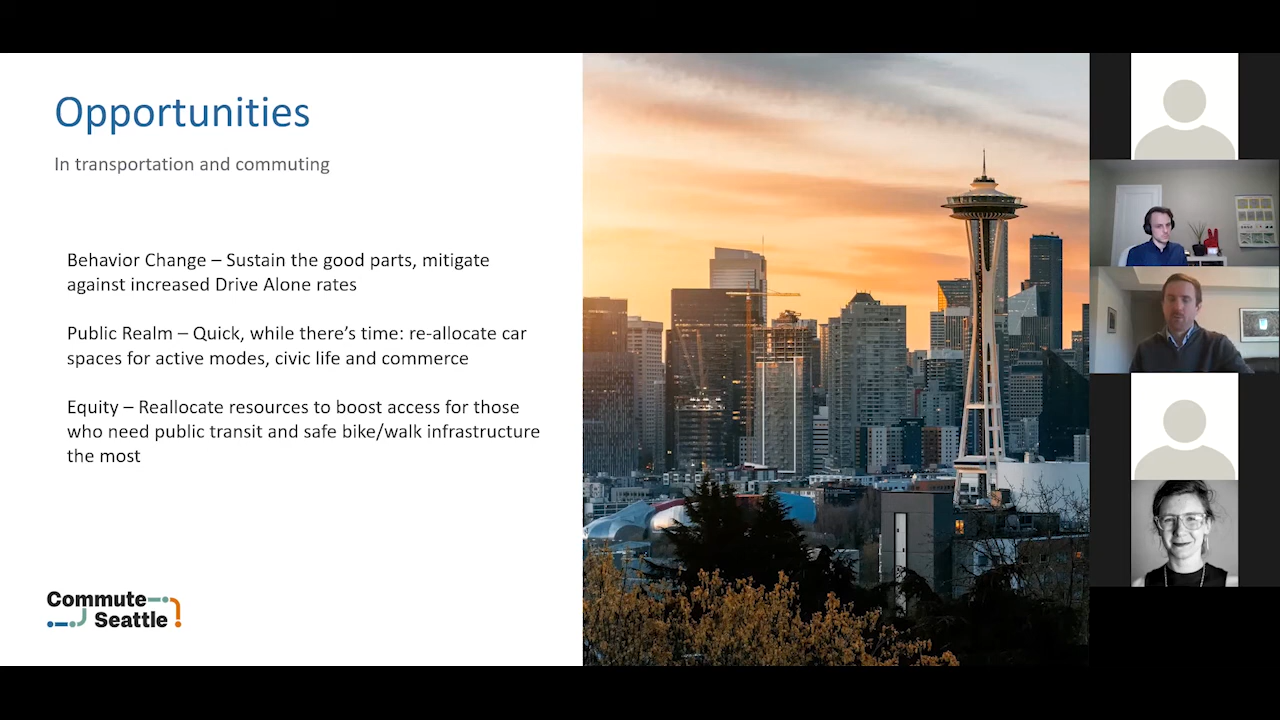 Opportunities
In transportation and commuting
Behavior Change – Sustain the good parts, mitigate
against increased Drive Alone rates
Public Realm – Quick, while there’s time: re-allocate car
spaces for active modes, civic life and commerce
Equity – Reallocate resources to boost access for those
who need public transit and safe bike/walk infrastructure
the most
Commute
Seattle